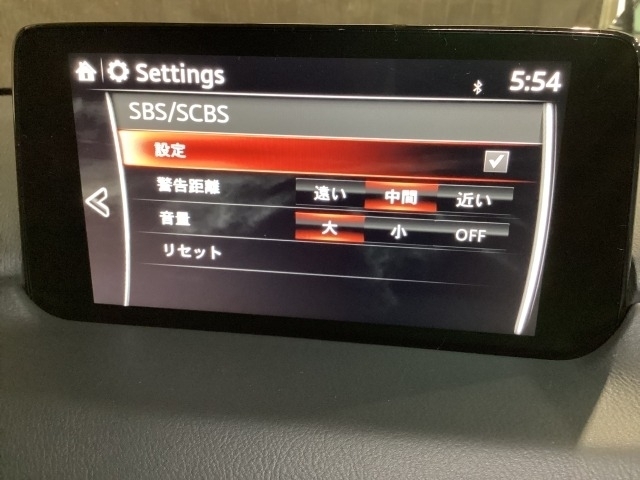 Settings 5:54
SBS/SCBS
設定
警告距離 遠い 中間 近い
音量 大 小 OFF
リセット